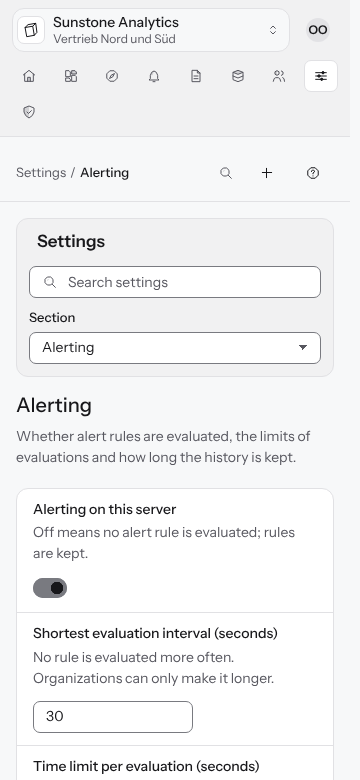 Sunstone Analytics
Vertrieb Nord und Süd
OO
Settings / Alerting
Settings
Search settings
Section
Alerting
Alerting
Whether alert rules are evaluated, the limits of
evaluations and how long the history is kept.
Alerting on this server
Off means no alert rule is evaluated; rules
are kept.
Shortest evaluation interval (seconds)
No rule is evaluated more often.
Organizations can only make it longer.
30
Time limit per evaluation (seconds)